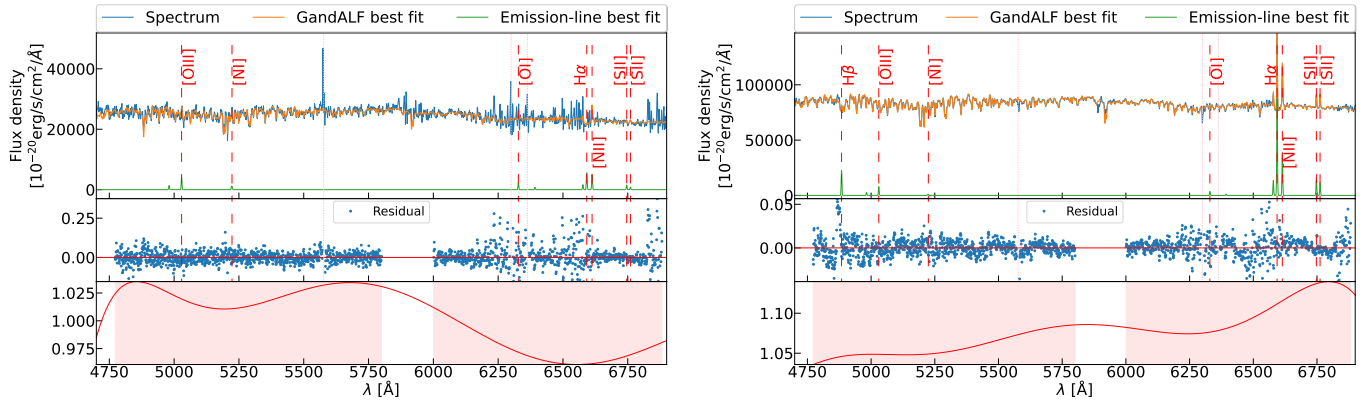 Spectrum GandALF best fit Emission-line best fit
[OIII]
[NI]
[OI]
Hα
[NII]
[SII]
[SII]
Flux density
[10⁻²⁰erg/s/cm²/Å]
40000
20000
0
Residual
0.25
0.00
1.025
1.000
0.975
4750 5000 5250 5500 5750 6000 6250 6500 6750
λ [Å]
Spectrum GandALF best fit Emission-line best fit
Hβ
[OIII]
[NI]
[OI]
Hα
[NII]
[SII]
[SII]
Flux density
[10⁻²⁰erg/s/cm²/Å]
100000
50000
0
Residual
0.05
0.00
1.10
1.05
4750 5000 5250 5500 5750 6000 6250 6500 6750
λ [Å]